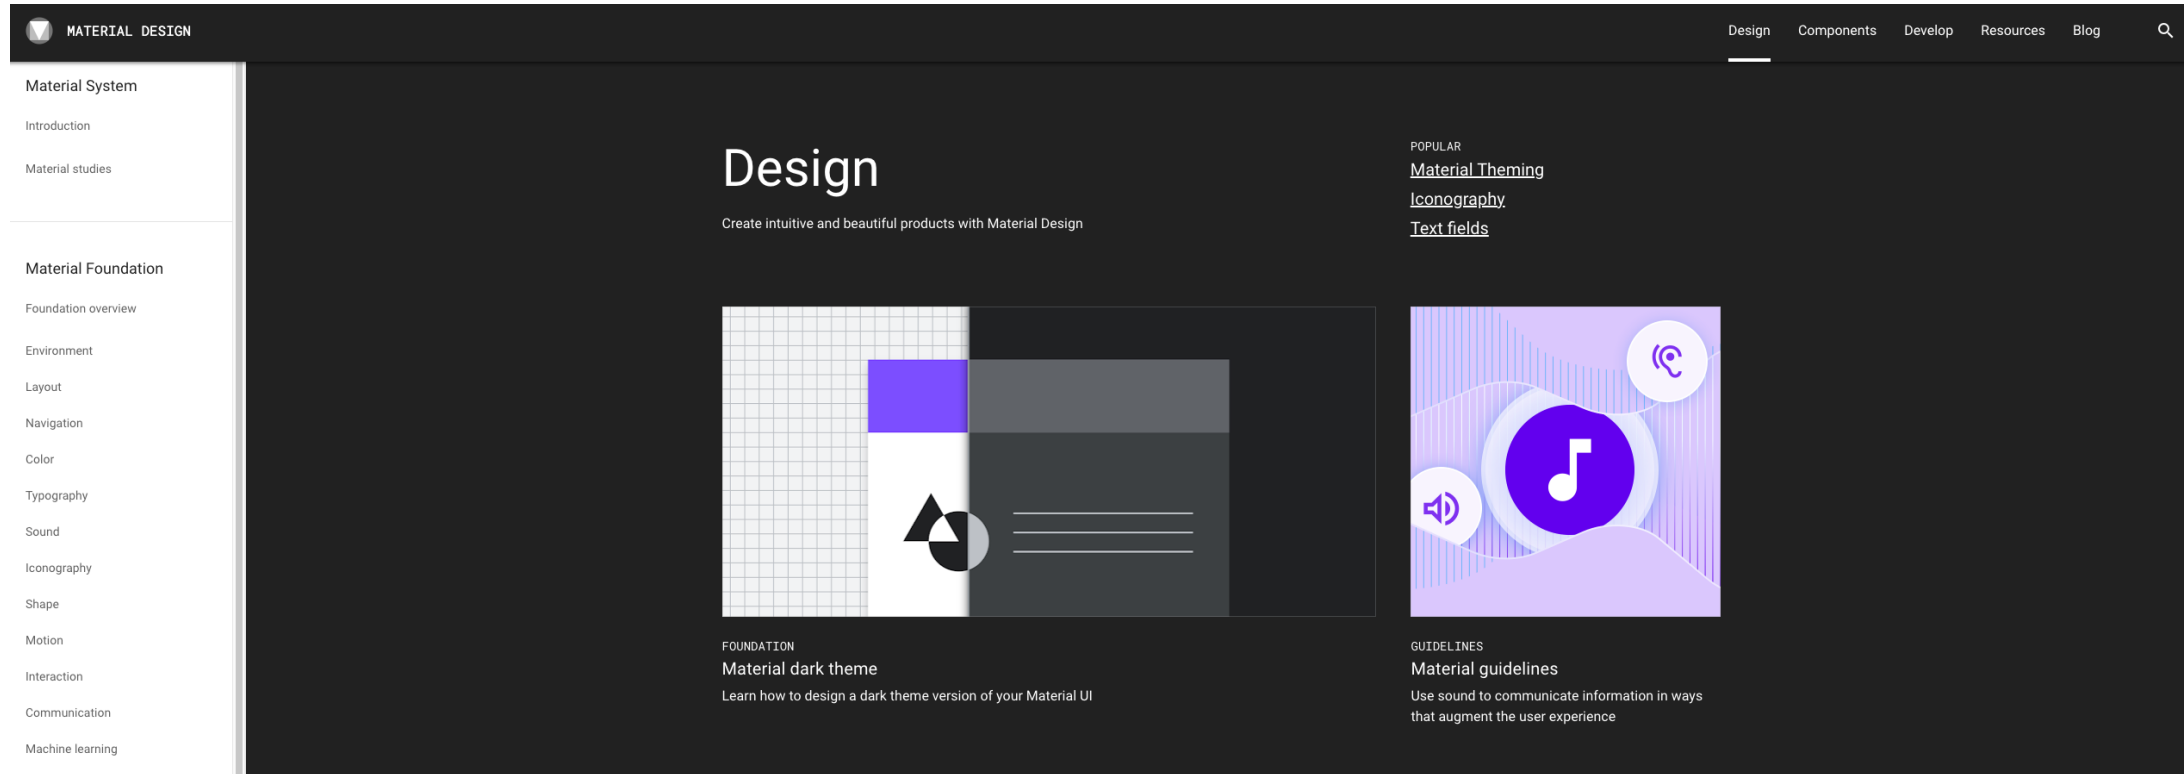 MATERIAL DESIGN
Design
Components
Develop
Resources
Blog
Material System
Introduction
Material studies
Material Foundation
Foundation overview
Environment
Layout
Navigation
Color
Typography
Sound
Iconography
Shape
Motion
Interaction
Communication
Machine learning
Design
Create intuitive and beautiful products with Material Design
POPULAR
Material Theming
Iconography
Text fields
FOUNDATION
Material dark theme
Learn how to design a dark theme version of your Material UI
GUIDELINES
Material guidelines
Use sound to communicate information in ways
that augment the user experience